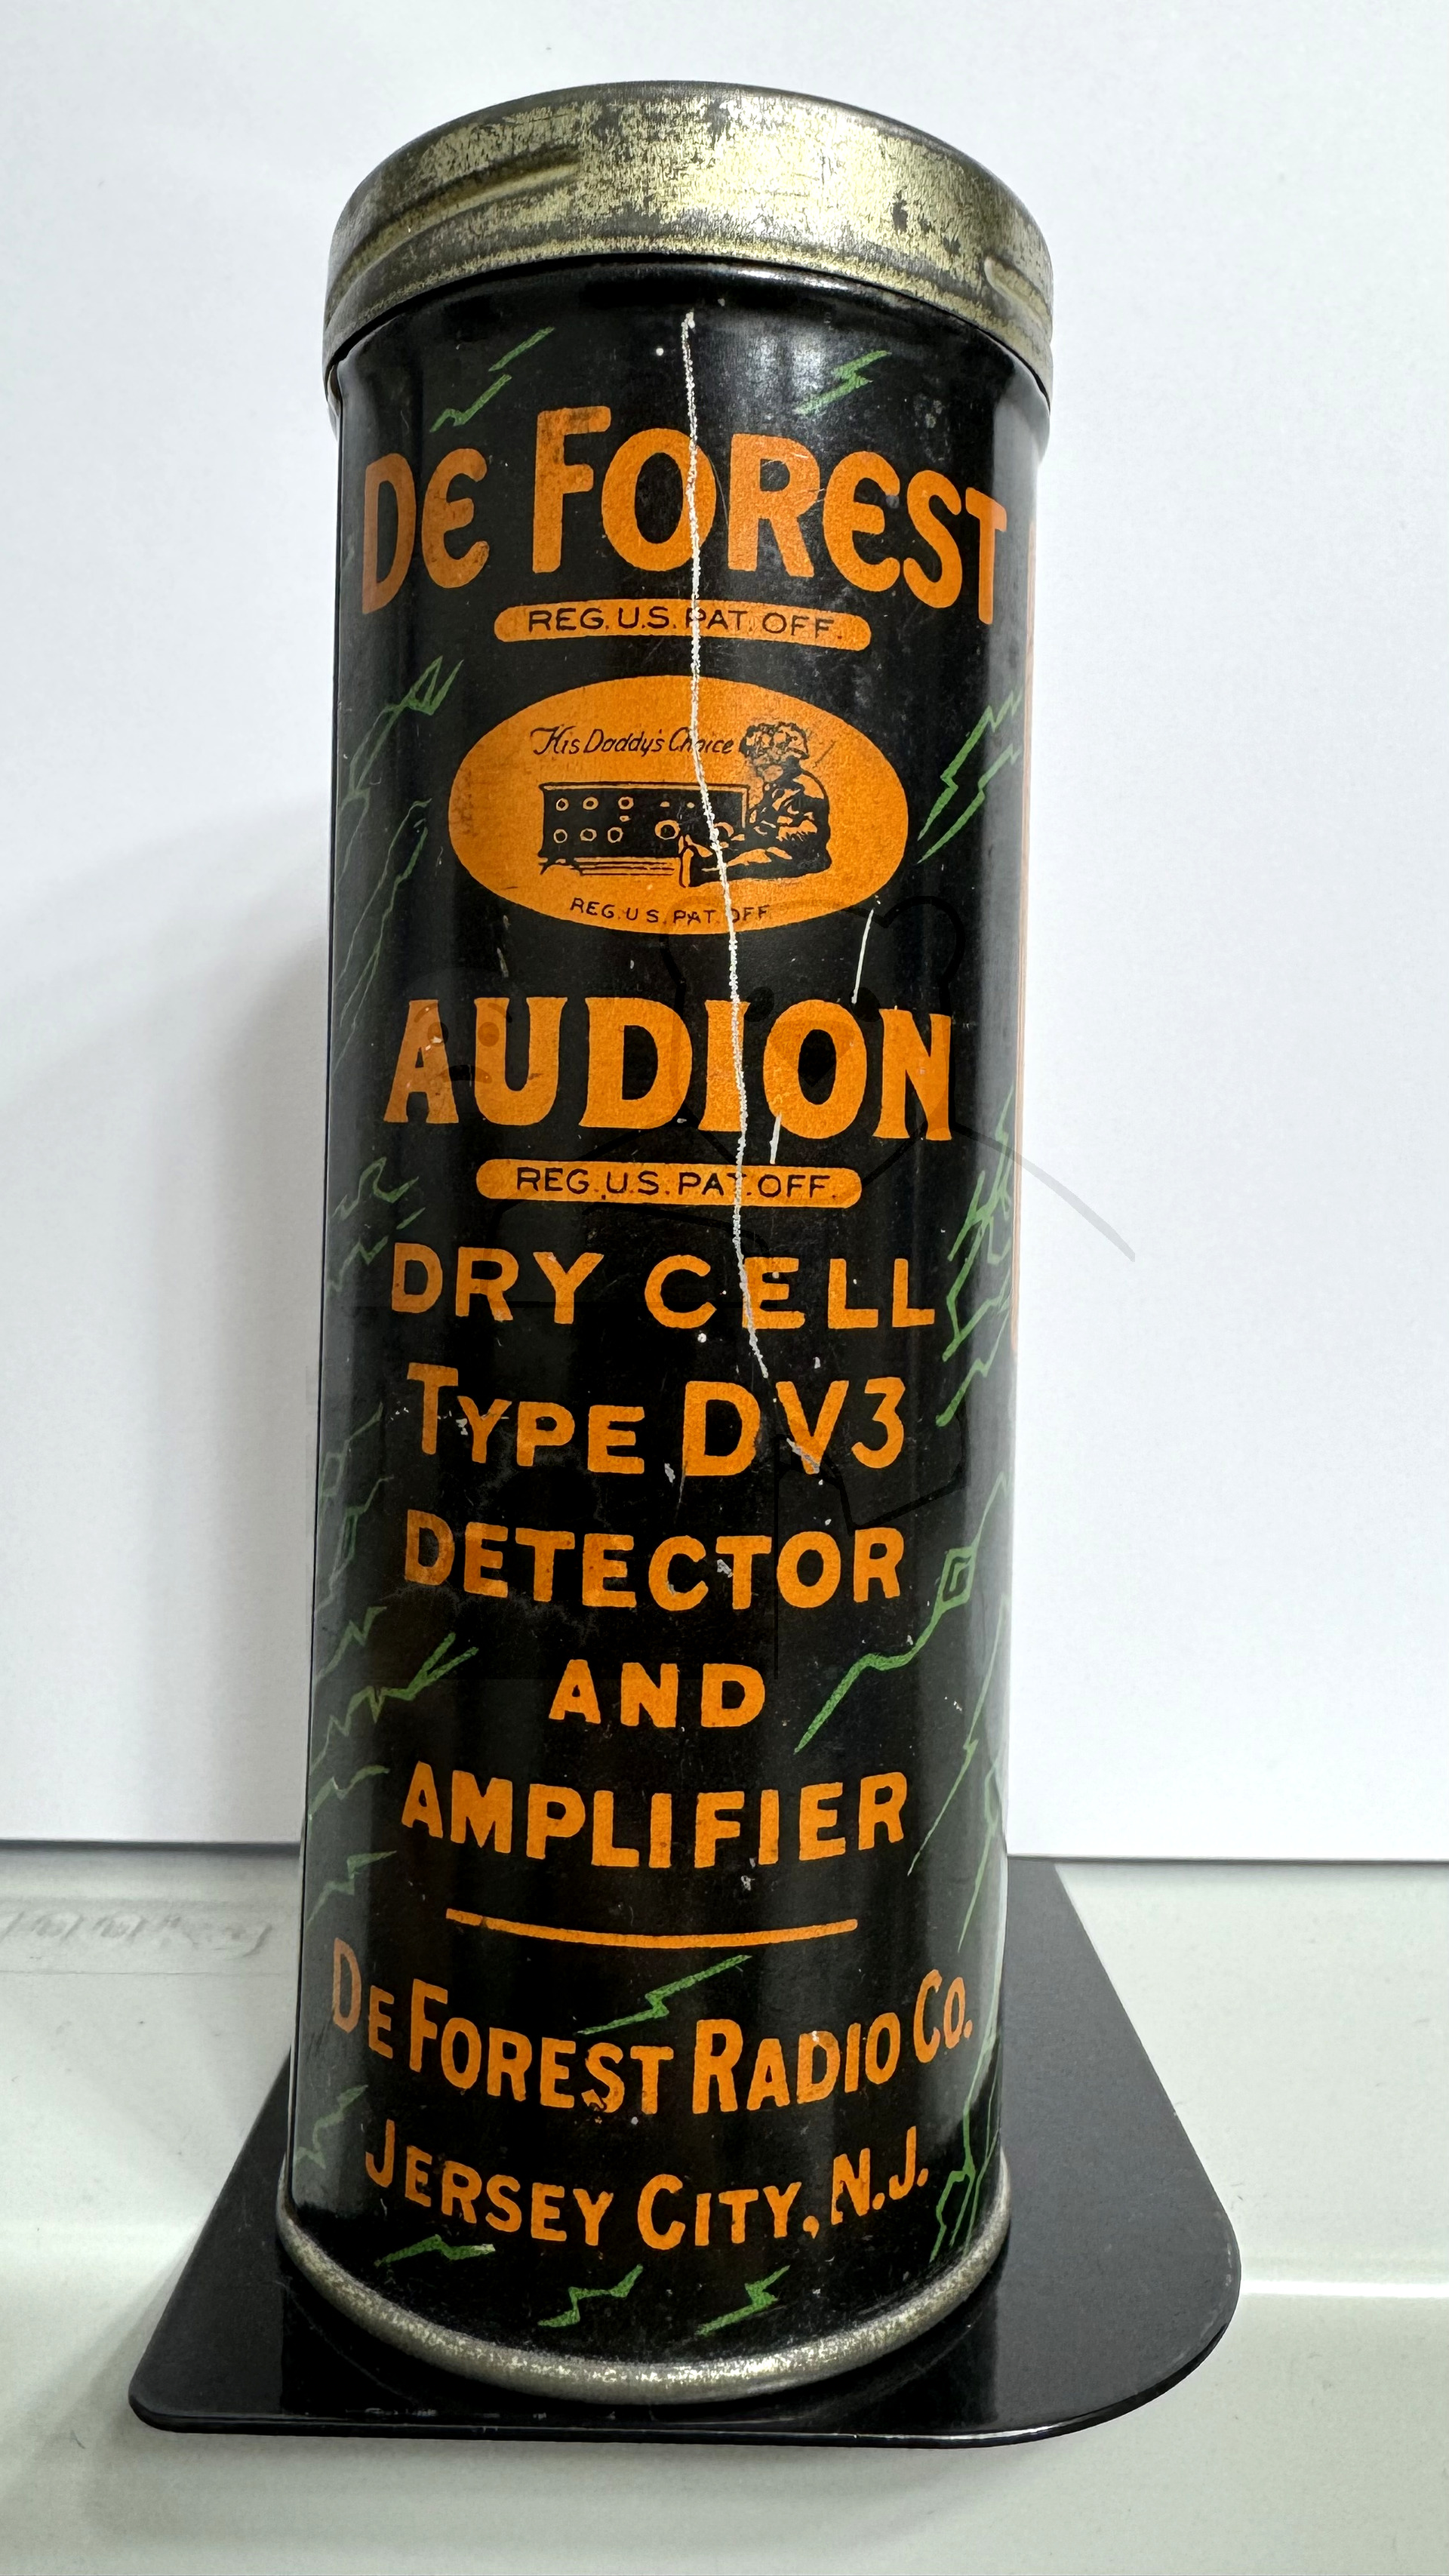 DE FOREST
REG. U.S. PAT. OFF.
His Daddy's Choice
REG. U.S. PAT. OFF.
AUDION
REG. U.S. PAT. OFF.
DRY CELL
TYPE DV3
DETECTOR
AND
AMPLIFIER
DE FOREST RADIO CO.
JERSEY CITY, N.J.